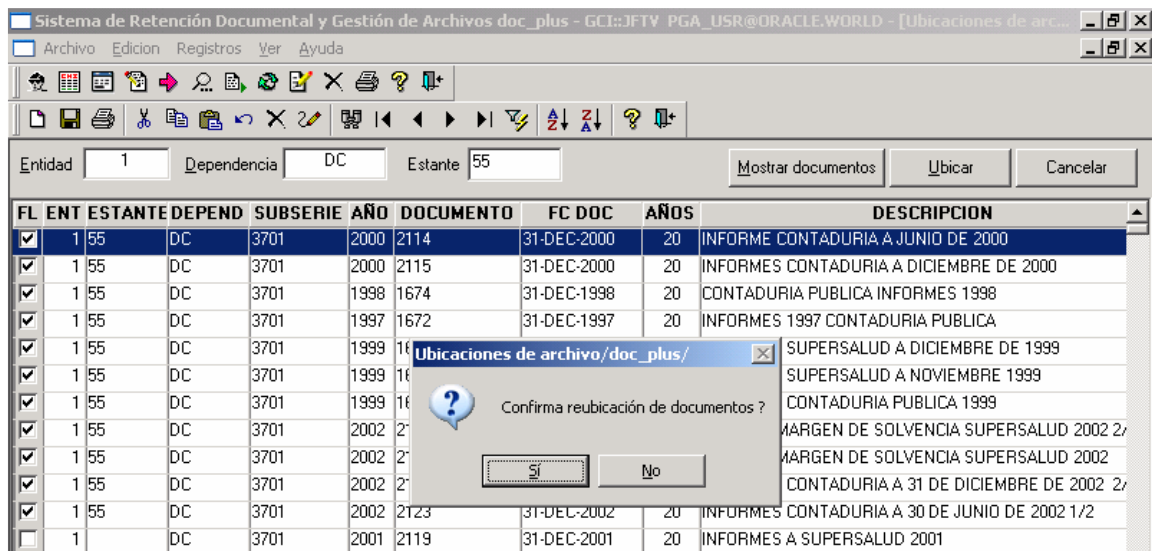 Sistema de Retención Documental y Gestión de Archivos doc_plus - GCI::JFTV PGA_USR@ORACLE.WORLD - [Ubicaciones de arc...
Archivo Edicion Registros Ver Ayuda
Entidad 1 Dependencia DC Estante 55 Mostrar documentos Ubicar Cancelar
FL ENT ESTANTE DEPEND SUBSERIE AÑO DOCUMENTO FC DOC AÑOS DESCRIPCION
1 55 DC 3701 2000 2114 31-DEC-2000 20 INFORME CONTADURIA A JUNIO DE 2000
1 55 DC 3701 2000 2115 31-DEC-2000 20 INFORMES CONTADURIA A DICIEMBRE DE 2000
1 55 DC 3701 1998 1674 31-DEC-1998 20 CONTADURIA PUBLICA INFORMES 1998
1 55 DC 3701 1997 1672 31-DEC-1997 20 INFORMES 1997 CONTADURIA PUBLICA
1 55 DC 3701 1999 SUPERSALUD A DICIEMBRE DE 1999
1 55 DC 3701 1999 SUPERSALUD A NOVIEMBRE 1999
1 55 DC 3701 1999 CONTADURIA PUBLICA 1999
1 55 DC 3701 2002 MARGEN DE SOLVENCIA SUPERSALUD 2002 2/
1 55 DC 3701 2002 MARGEN DE SOLVENCIA SUPERSALUD 2002
1 55 DC 3701 2002 CONTADURIA A 31 DE DICIEMBRE DE 2002 2/
1 55 DC 3701 2002 2123 31-DEC-2002 20 INFORMES CONTADURIA A 30 DE JUNIO DE 2002 1/2
1 DC 3701 2001 2119 31-DEC-2001 20 INFORMES A SUPERSALUD 2001
Ubicaciones de archivo/doc_plus/
Confirma reubicación de documentos ?
Sí No